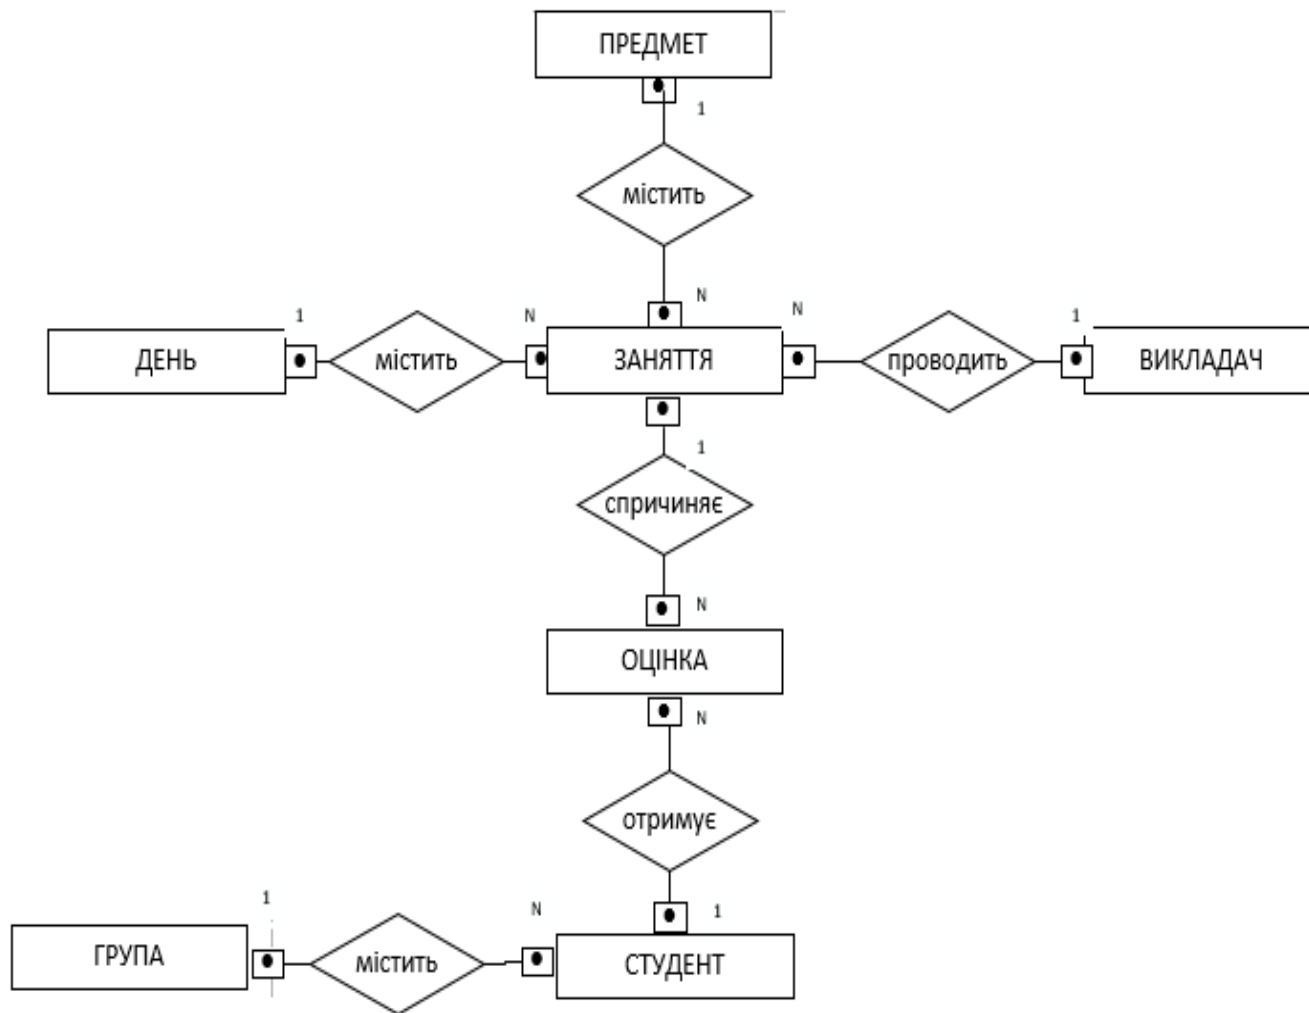 ПРЕДМЕТ
1
містить
N
ДЕНЬ
1
містить
N
ЗАНЯТТЯ
N
проводить
1
ВИКЛАДАЧ
1
спричиняє
N
ОЦІНКА
N
отримує
1
ГРУПА
1
містить
N
СТУДЕНТ